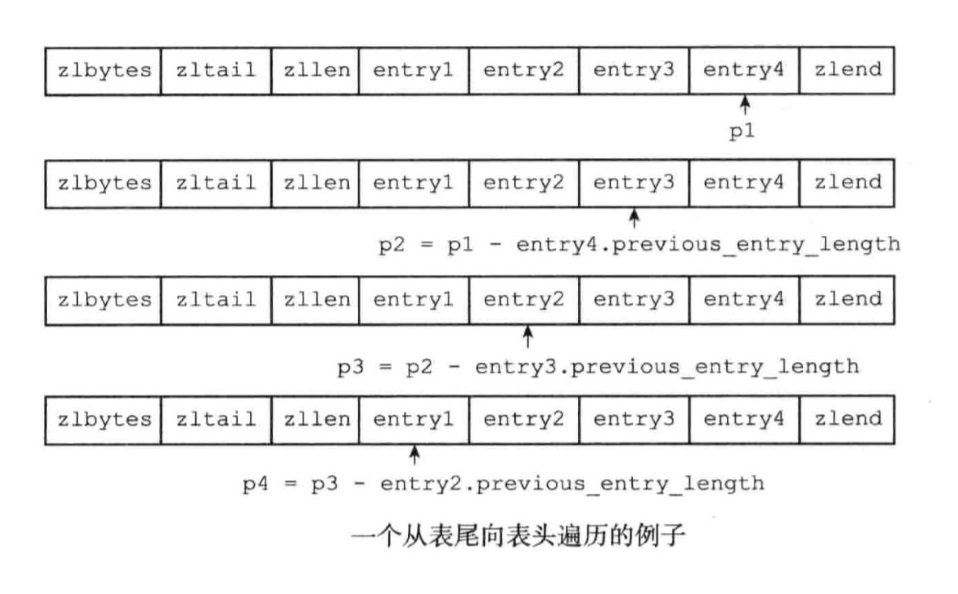 zlbytes zltail zllen entry1 entry2 entry3 entry4 zlend
p1
zlbytes zltail zllen entry1 entry2 entry3 entry4 zlend
p2 = p1 - entry4.previous_entry_length
zlbytes zltail zllen entry1 entry2 entry3 entry4 zlend
p3 = p2 - entry3.previous_entry_length
zlbytes zltail zllen entry1 entry2 entry3 entry4 zlend
p4 = p3 - entry2.previous_entry_length
一个从表尾向表头遍历的例子